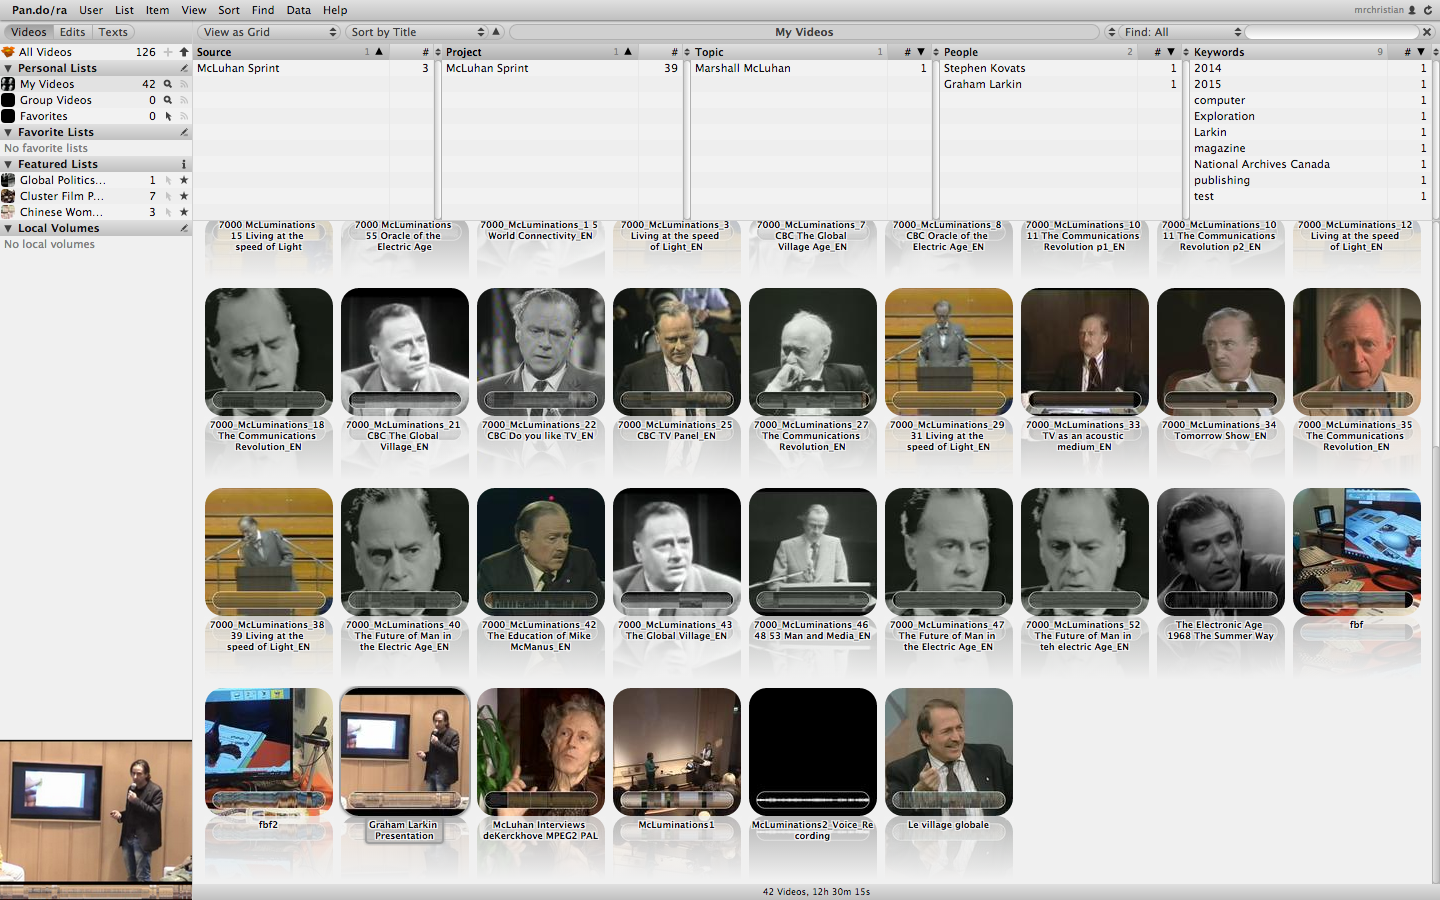 Pan.do/ra User List Item View Sort Find Data Help mrchristian
Videos Edits Texts View as Grid Sort by Title My Videos Find: All
All Videos 126
Personal Lists
My Videos 42
Group Videos 0
Favorites 0
Favorite Lists
No favorite lists
Featured Lists
Global Politics... 1
Cluster Film P... 7
Chinese Wom... 3
Local Volumes
No local volumes
Source 1 #
McLuhan Sprint 3
Project 1 #
McLuhan Sprint 39
Topic 1 #
Marshall McLuhan 1
People 2 #
Stephen Kovats 1
Graham Larkin 1
Keywords 9 #
2014 1
2015 1
computer 1
Exploration 1
Larkin 1
magazine 1
National Archives Canada 1
publishing 1
test 1
7000_McLuminations
15 Living at the
speed of Light
7000_McLuminations
55 Oracle of the
Electric Age
7000_McLuminations_1 5
World Connectivity_EN
7000_McLuminations_3
Living at the speed
of Light_EN
7000_McLuminations_7
CBC The Global
Village Age_EN
7000_McLuminations_8
CBC Oracle of the
Electric Age_EN
7000_McLuminations_10
11 The Communications
Revolution p1_EN
7000_McLuminations_10
11 The Communications
Revolution p2_EN
7000_McLuminations_12
Living at the speed
of Light_EN
7000_McLuminations_18
The Communications
Revolution_EN
7000_McLuminations_21
CBC The Global
Village_EN
7000_McLuminations_22
CBC Do you like TV_EN
7000_McLuminations_25
CBC TV Panel_EN
7000_McLuminations_27
The Communications
Revolution_EN
7000_McLuminations_29
31 Living at the
speed of Light_EN
7000_McLuminations_33
TV as an acoustic
medium_EN
7000_McLuminations_34
Tomorrow Show_EN
7000_McLuminations_35
The Communications
Revolution_EN
7000_McLuminations_38
39 Living at the
speed of Light_EN
7000_McLuminations_40
The Future of Man in
the Electric Age_EN
7000_McLuminations_42
The Education of Mike
McManus_EN
7000_McLuminations_43
The Global Village_EN
7000_McLuminations_46
48 53 Man and Media_EN
7000_McLuminations_47
The Future of Man in
the Electric Age_EN
7000_McLuminations_52
The Future of Man in
teh electric Age_EN
The Electronic Age
1968 The Summer Way
fbf
fbf2
Graham Larkin
Presentation
McLuhan Interviews
deKerckhove MPEG2 PAL
McLuminations1
McLuminations2_Voice_Re
cording
Le village globale
42 Videos, 12h 30m 15s